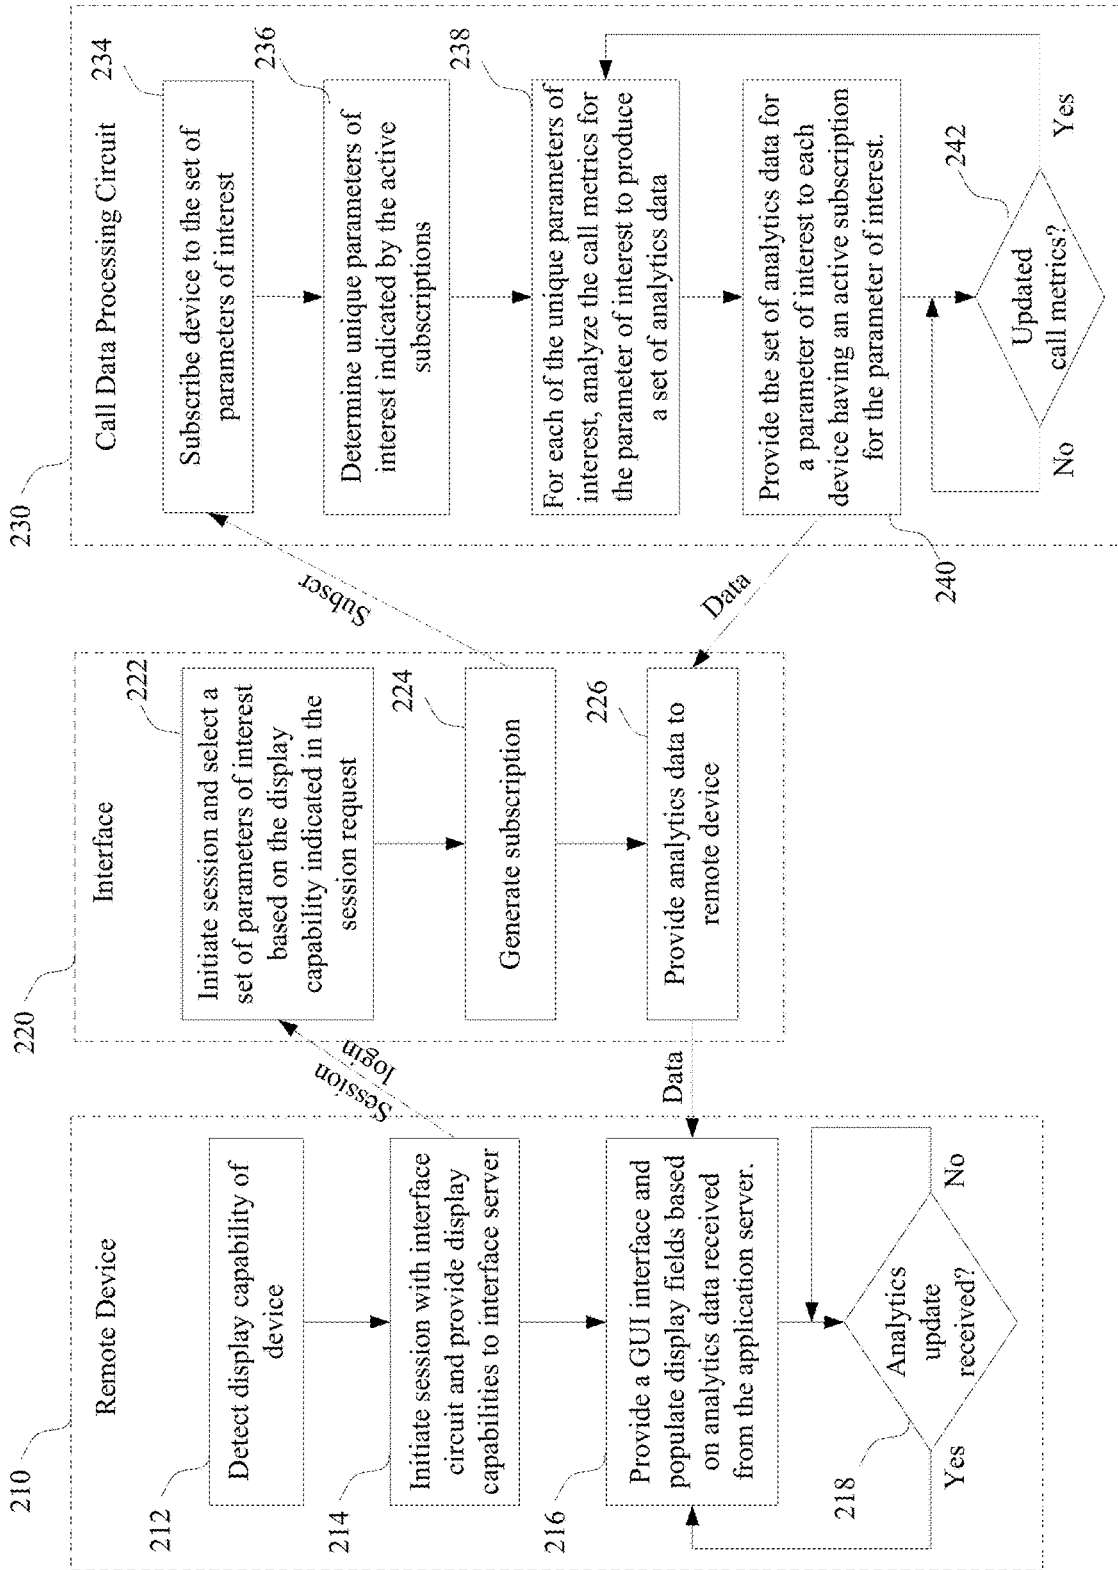 210
Remote Device
212
Detect display capability of
device
214
Initiate session with interface
circuit and provide display
capabilities to interface server
216
Provide a GUI interface and
populate display fields based
on analytics data received
from the application server.
218
Analytics
update
received?
Yes
No
Session
login
Data
220
Interface
222
Initiate session and select a
set of parameters of interest
based on the display
capability indicated in the
session request
224
Generate subscription
226
Provide analytics data to
remote device
Subscr
Data
230
Call Data Processing Circuit
234
Subscribe device to the set of
parameters of interest
236
Determine unique parameters of
interest indicated by the active
subscriptions
238
For each of the unique parameters of
interest, analyze the call metrics for
the parameter of interest to produce
a set of analytics data
240
Provide the set of analytics data for
a parameter of interest to each
device having an active subscription
for the parameter of interest.
242
Updated
call metrics?
No
Yes